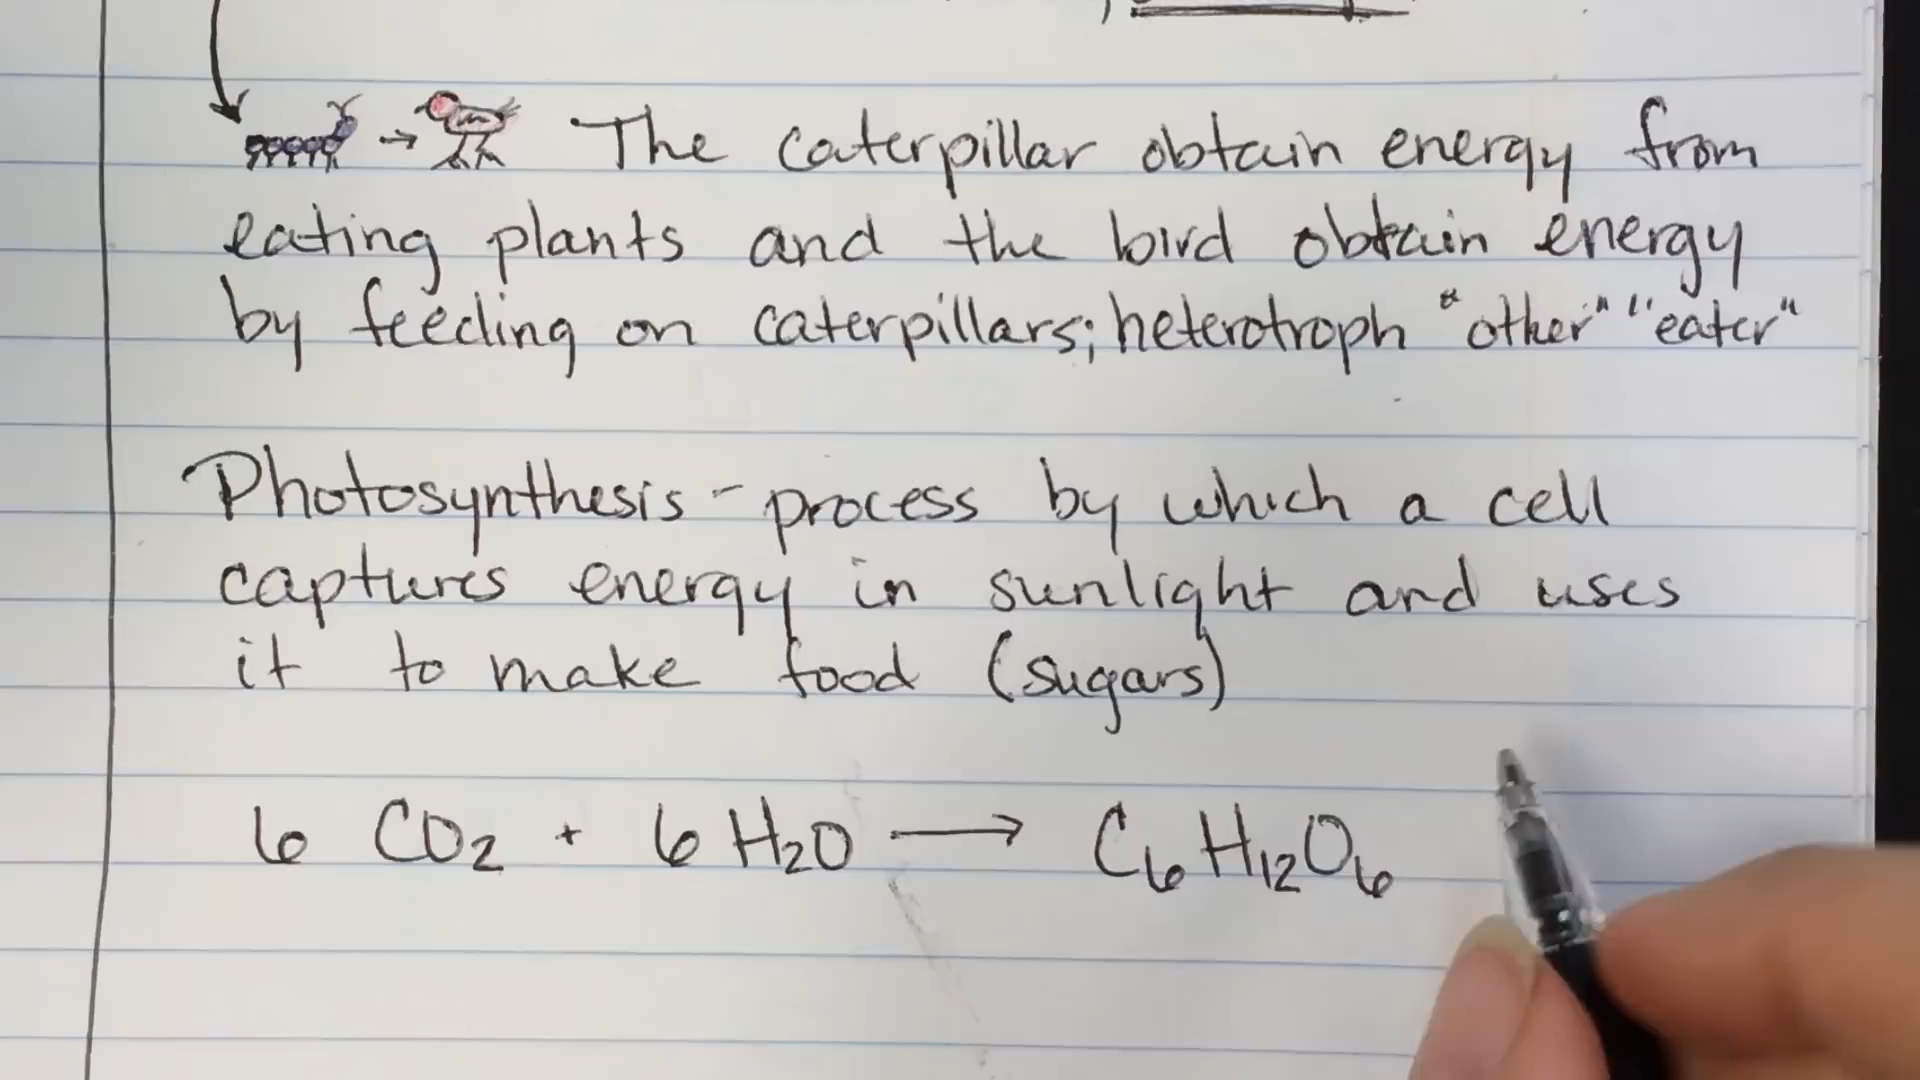 The caterpillar obtain energy from
eating plants and the bird obtain energy
by feeding on caterpillars; heterotroph "other" "eater"
Photosynthesis - process by which a cell
captures energy in sunlight and uses
it to make food (sugars)
6 CO₂ + 6 H₂O → C₆H₁₂O₆